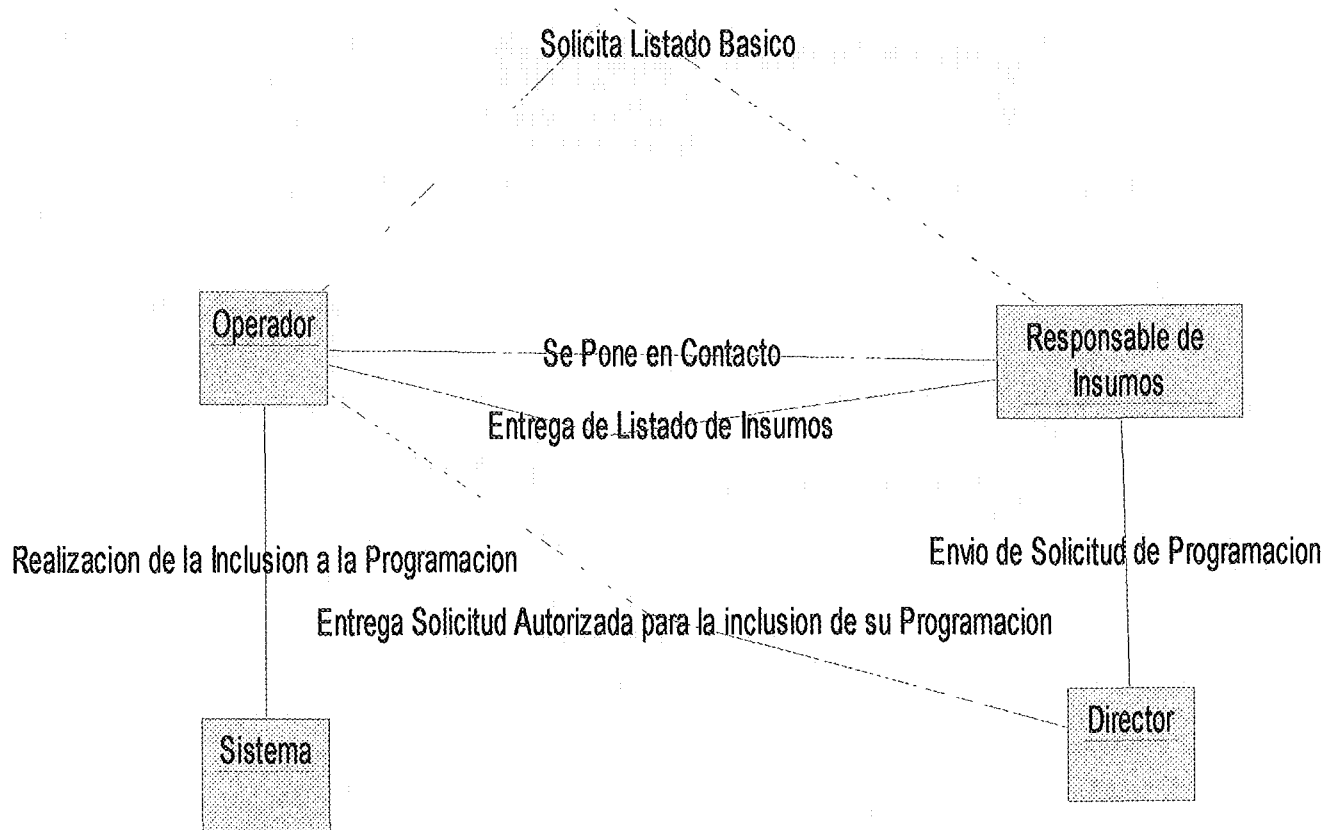 Solicita Listado Basico
Operador
Responsable de
Insumos
Se Pone en Contacto
Entrega de Listado de Insumos
Realizacion de la Inclusion a la Programacion
Envio de Solicitud de Programacion
Entrega Solicitud Autorizada para la inclusion de su Programacion
Director
Sistema